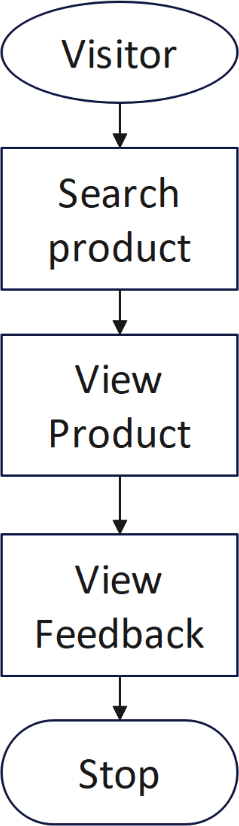 Visitor
Search
product
View
Product
View
Feedback
Stop